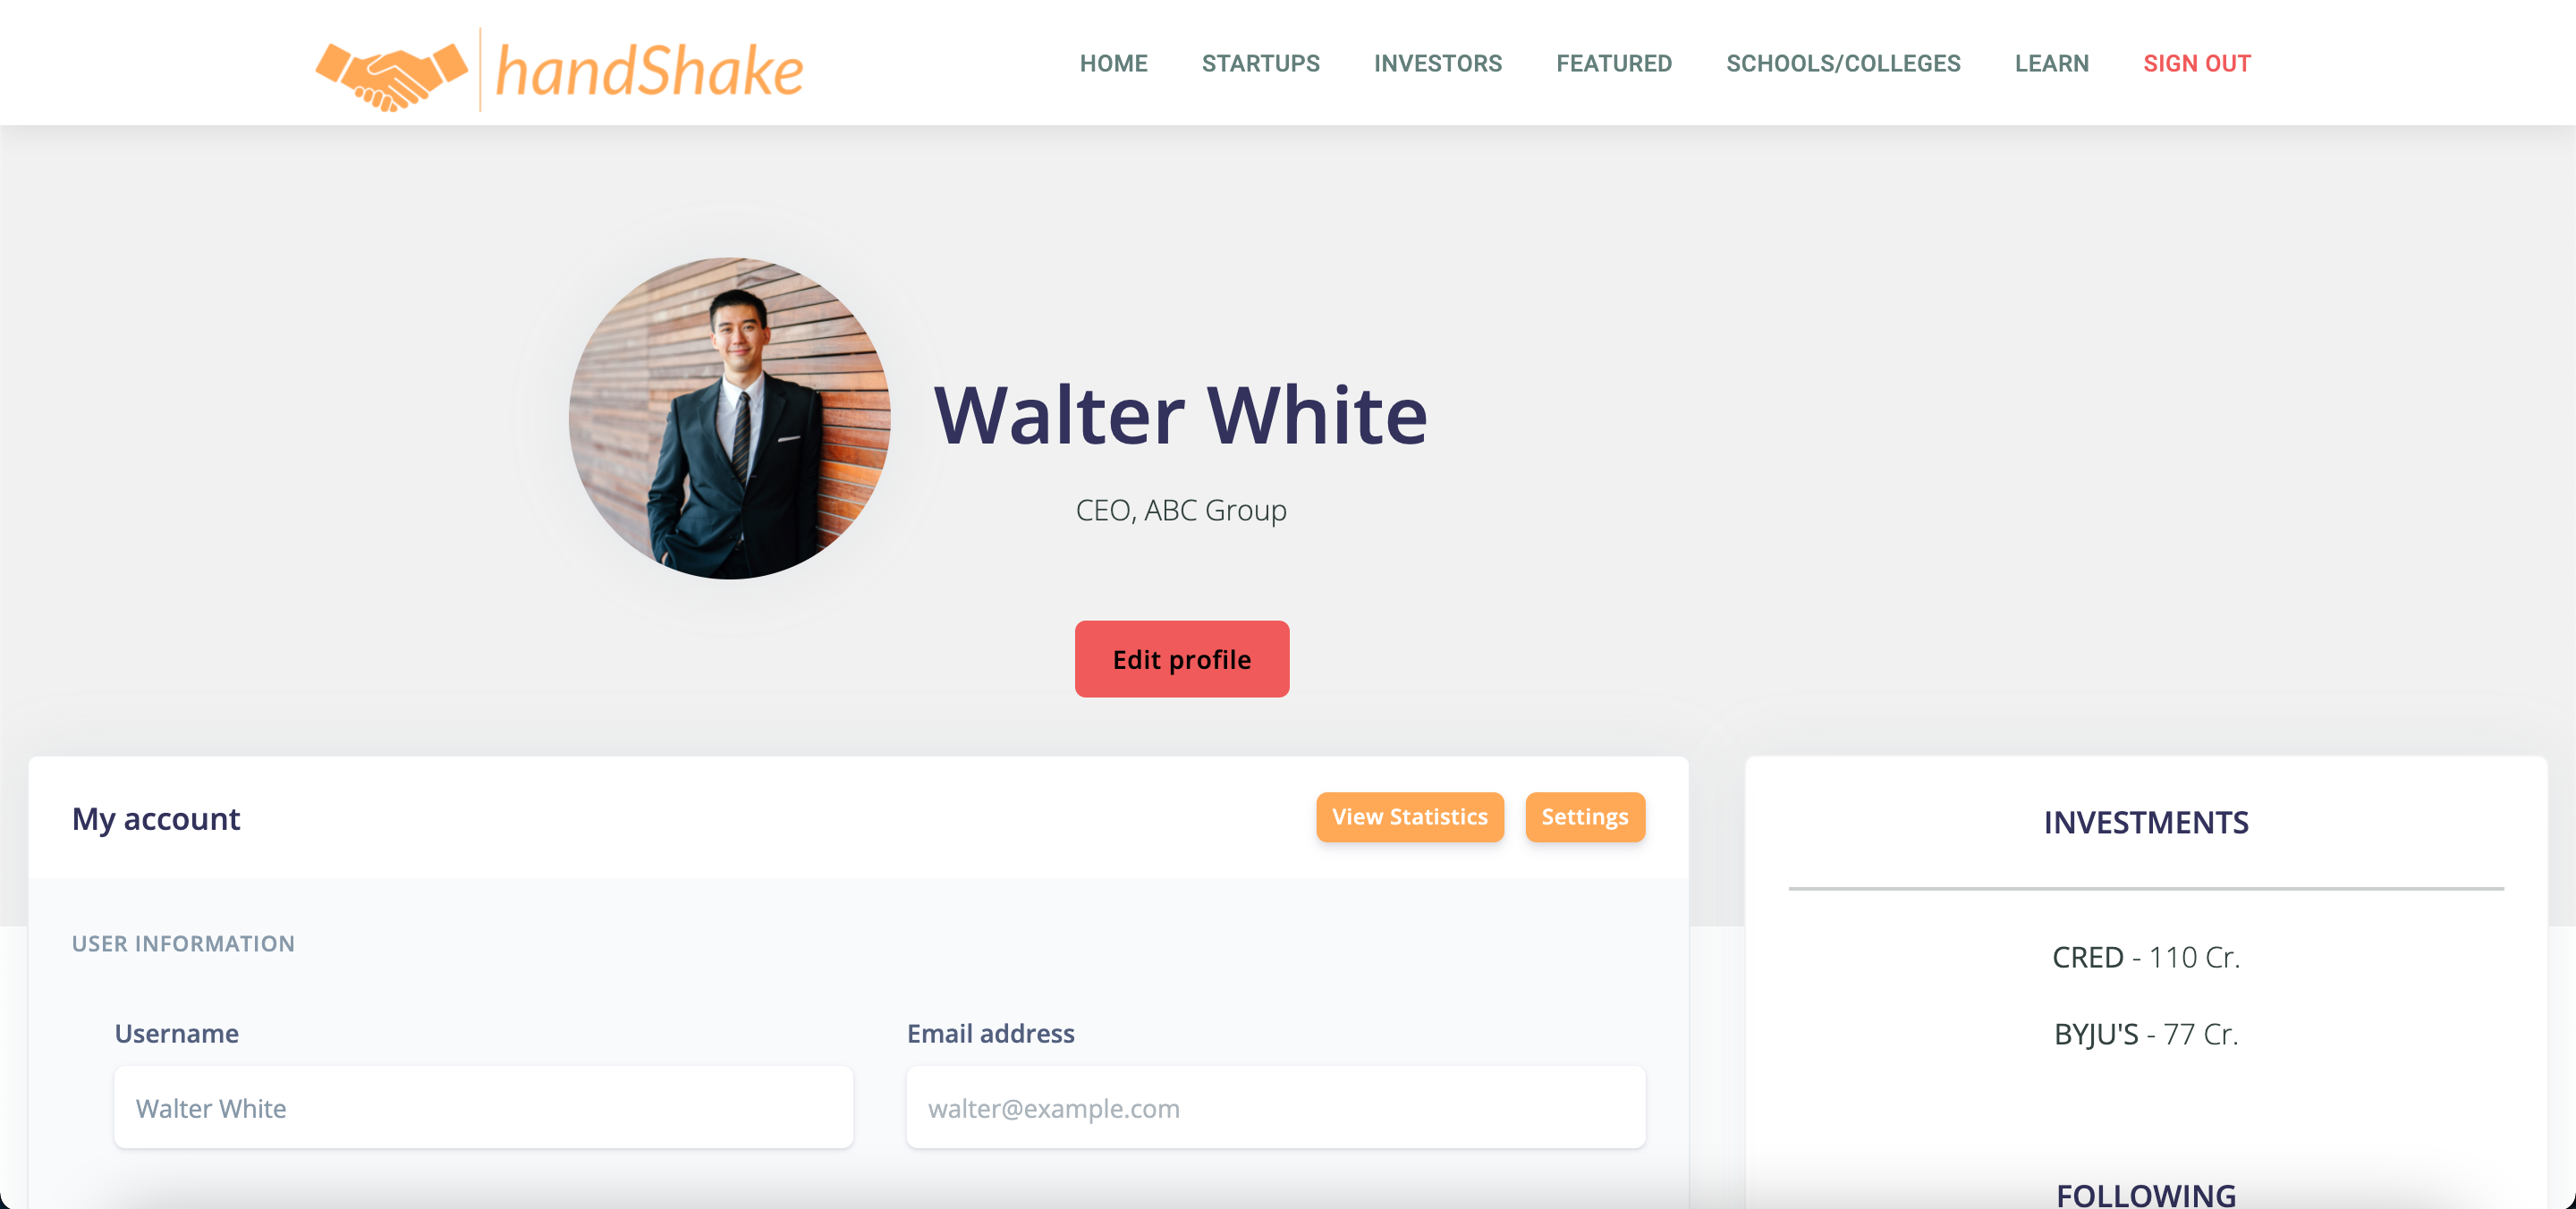 handShake
HOME STARTUPS INVESTORS FEATURED SCHOOLS/COLLEGES LEARN SIGN OUT
Walter White
CEO, ABC Group
Edit profile
My account
View Statistics Settings
USER INFORMATION
Username
Walter White
Email address
walter@example.com
INVESTMENTS
CRED - 110 Cr.
BYJU'S - 77 Cr.
FOLLOWING